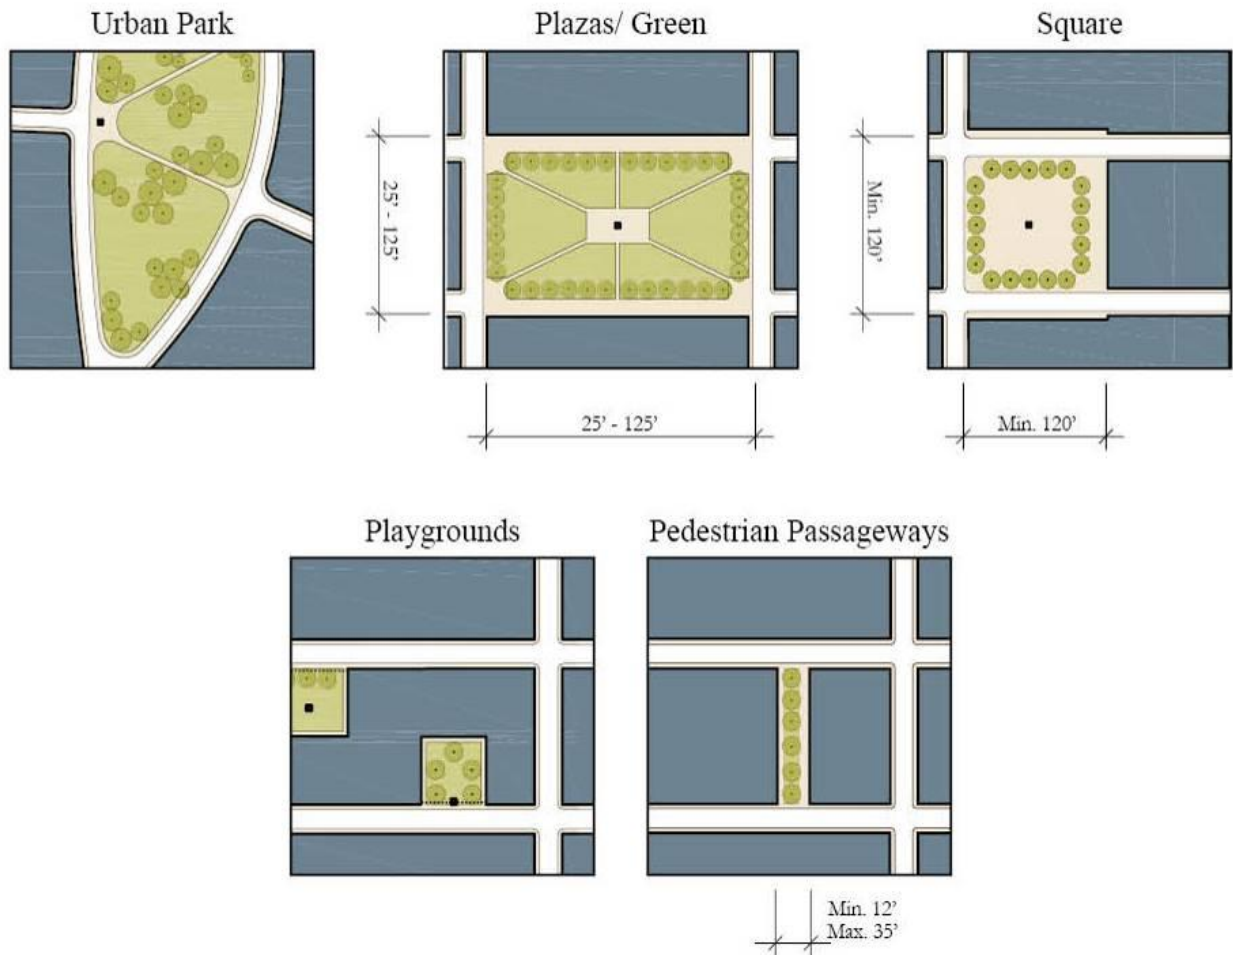 Urban Park
Plazas/ Green
Square
25' - 125'
Min. 120'
25' - 125'
Min. 120'
Playgrounds
Pedestrian Passageways
Min. 12'
Max. 35'